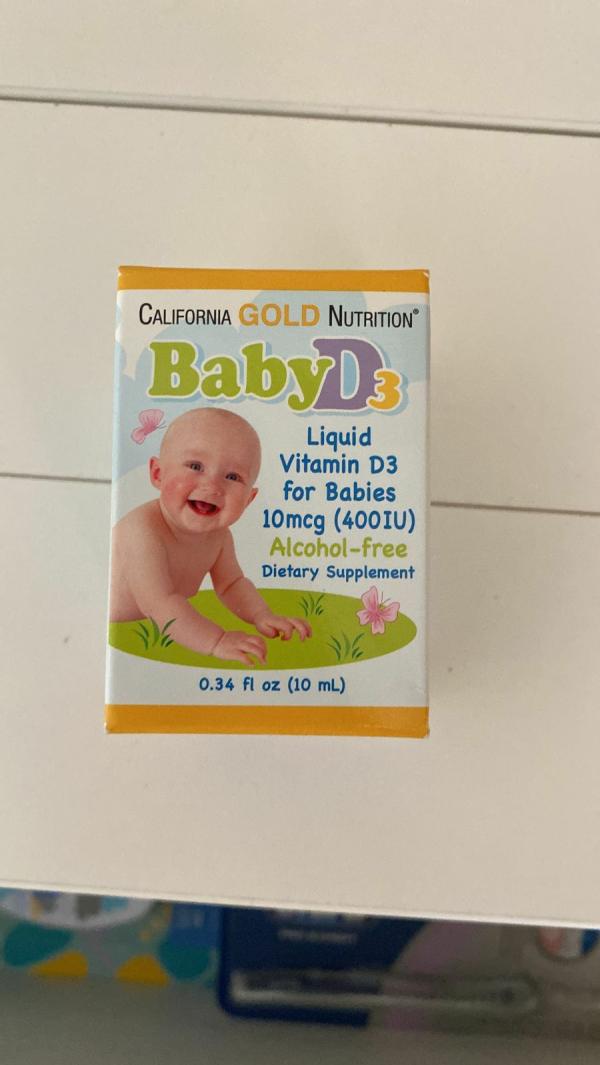 CALIFORNIA GOLD NUTRITION®
BabyD3
Liquid
Vitamin D3
for Babies
10mcg (400IU)
Alcohol-free
Dietary Supplement
0.34 fl oz (10 mL)